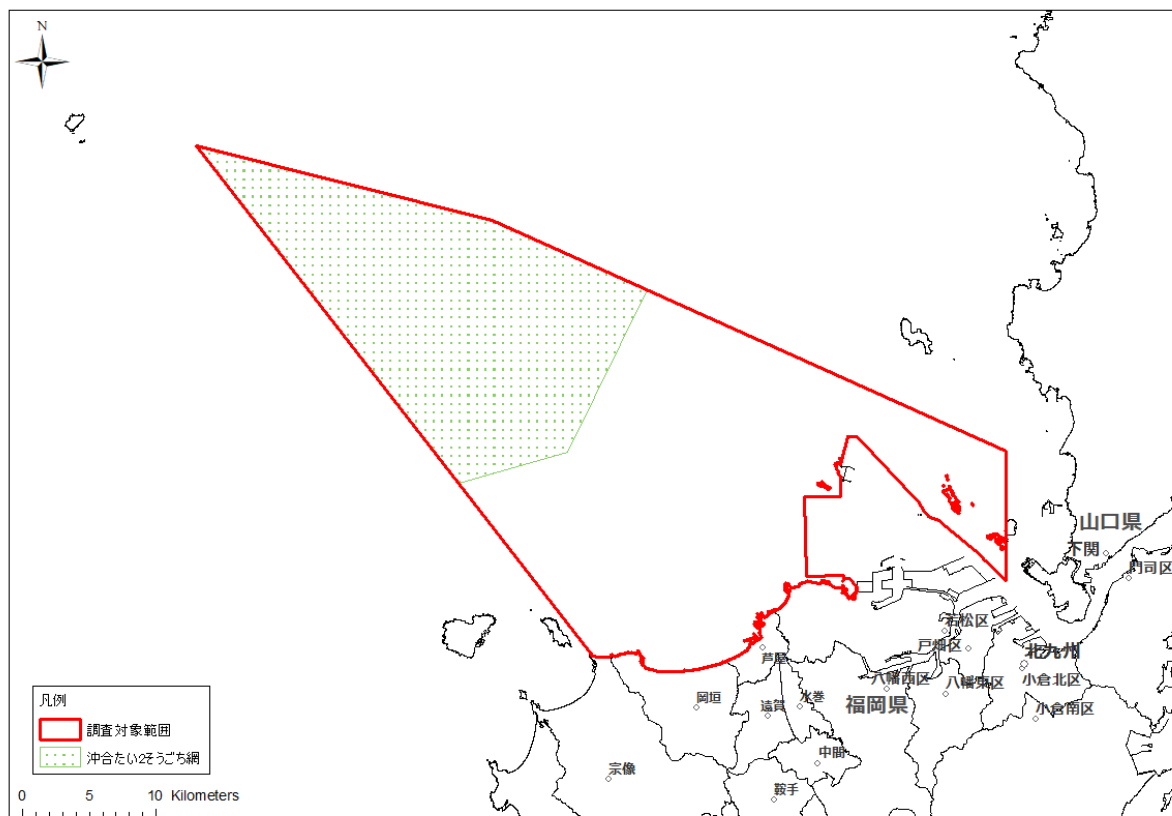 N
山口県
下関
門司区
若松区
戸畑区
北九州
芦屋
八幡西区
八幡東区
小倉北区
岡垣
遠賀
水巻
福岡県
小倉南区
中間
宗像
鞍手
凡例
調査対象範囲
沖合たい2そうごち網
0 5 10 Kilometers